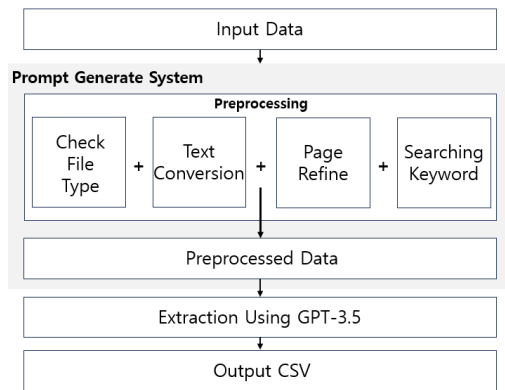 Input Data
Prompt Generate System
Preprocessing
Check
File
Type
+
Text
Conversion
+
Page
Refine
+
Searching
Keyword
Preprocessed Data
Extraction Using GPT-3.5
Output CSV